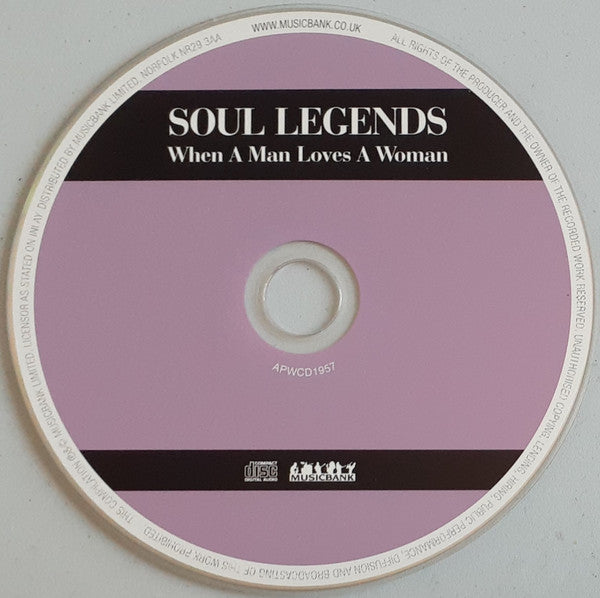 WWW.MUSICBANK.CO.UK
SOUL LEGENDS
When A Man Loves A Woman
APWCD1957
COMPACT
disc
DIGITAL AUDIO
MUSICBANK
THIS COMPILATION ℗&© MUSICBANK LIMITED. LICENSOR AS STATED ON INLAY DISTRIBUTED BY MUSICBANK LIMITED, NORFOLK NR29 3AA
ALL RIGHTS OF THE PRODUCER AND THE OWNER OF THE RECORDED WORK RESERVED. UNAUTHORISED COPYING, LENDING, HIRING, PUBLIC PERFORMANCE, DIFFUSION AND BROADCASTING OF THIS WORK PROHIBITED.